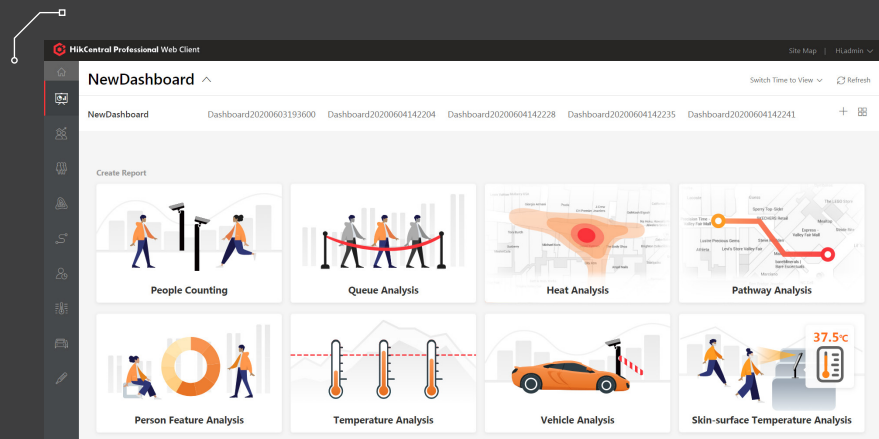 HikCentral Professional Web Client
Site Map | Hi,admin
NewDashboard
Switch Time to View
Refresh
NewDashboard Dashboard20200603193600 Dashboard20200604142204 Dashboard20200604142228 Dashboard20200604142235 Dashboard20200604142241
Create Report
People Counting
Queue Analysis
Heat Analysis
Pathway Analysis
37.5℃
Person Feature Analysis
Temperature Analysis
Vehicle Analysis
Skin-surface Temperature Analysis